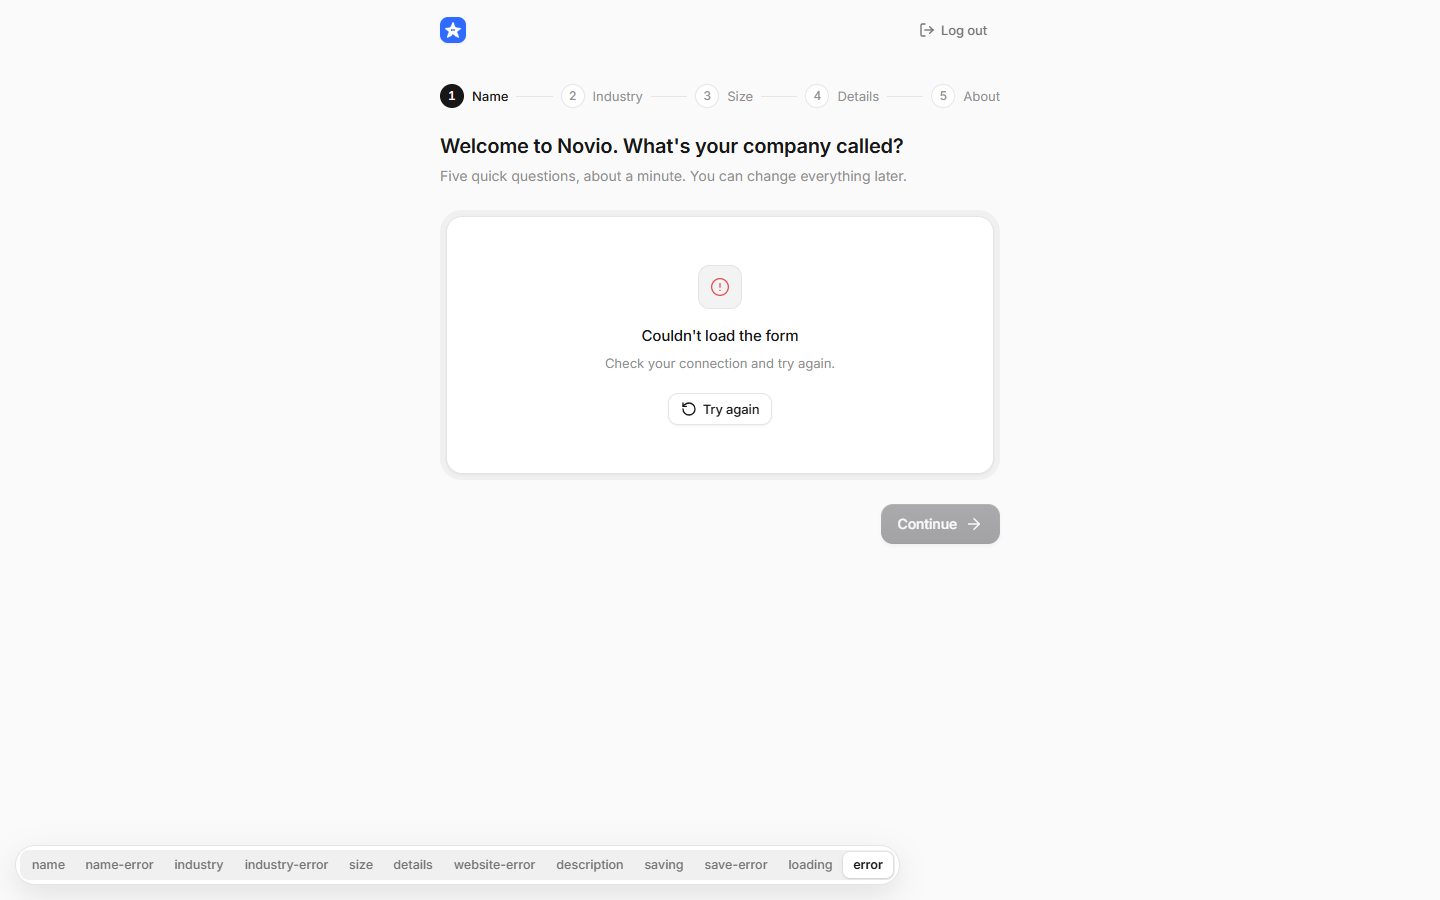 Log out
1 Name 2 Industry 3 Size 4 Details 5 About
Welcome to Novio. What's your company called?
Five quick questions, about a minute. You can change everything later.
Couldn't load the form
Check your connection and try again.
Try again
Continue
name name-error industry industry-error size details website-error description saving save-error loading error